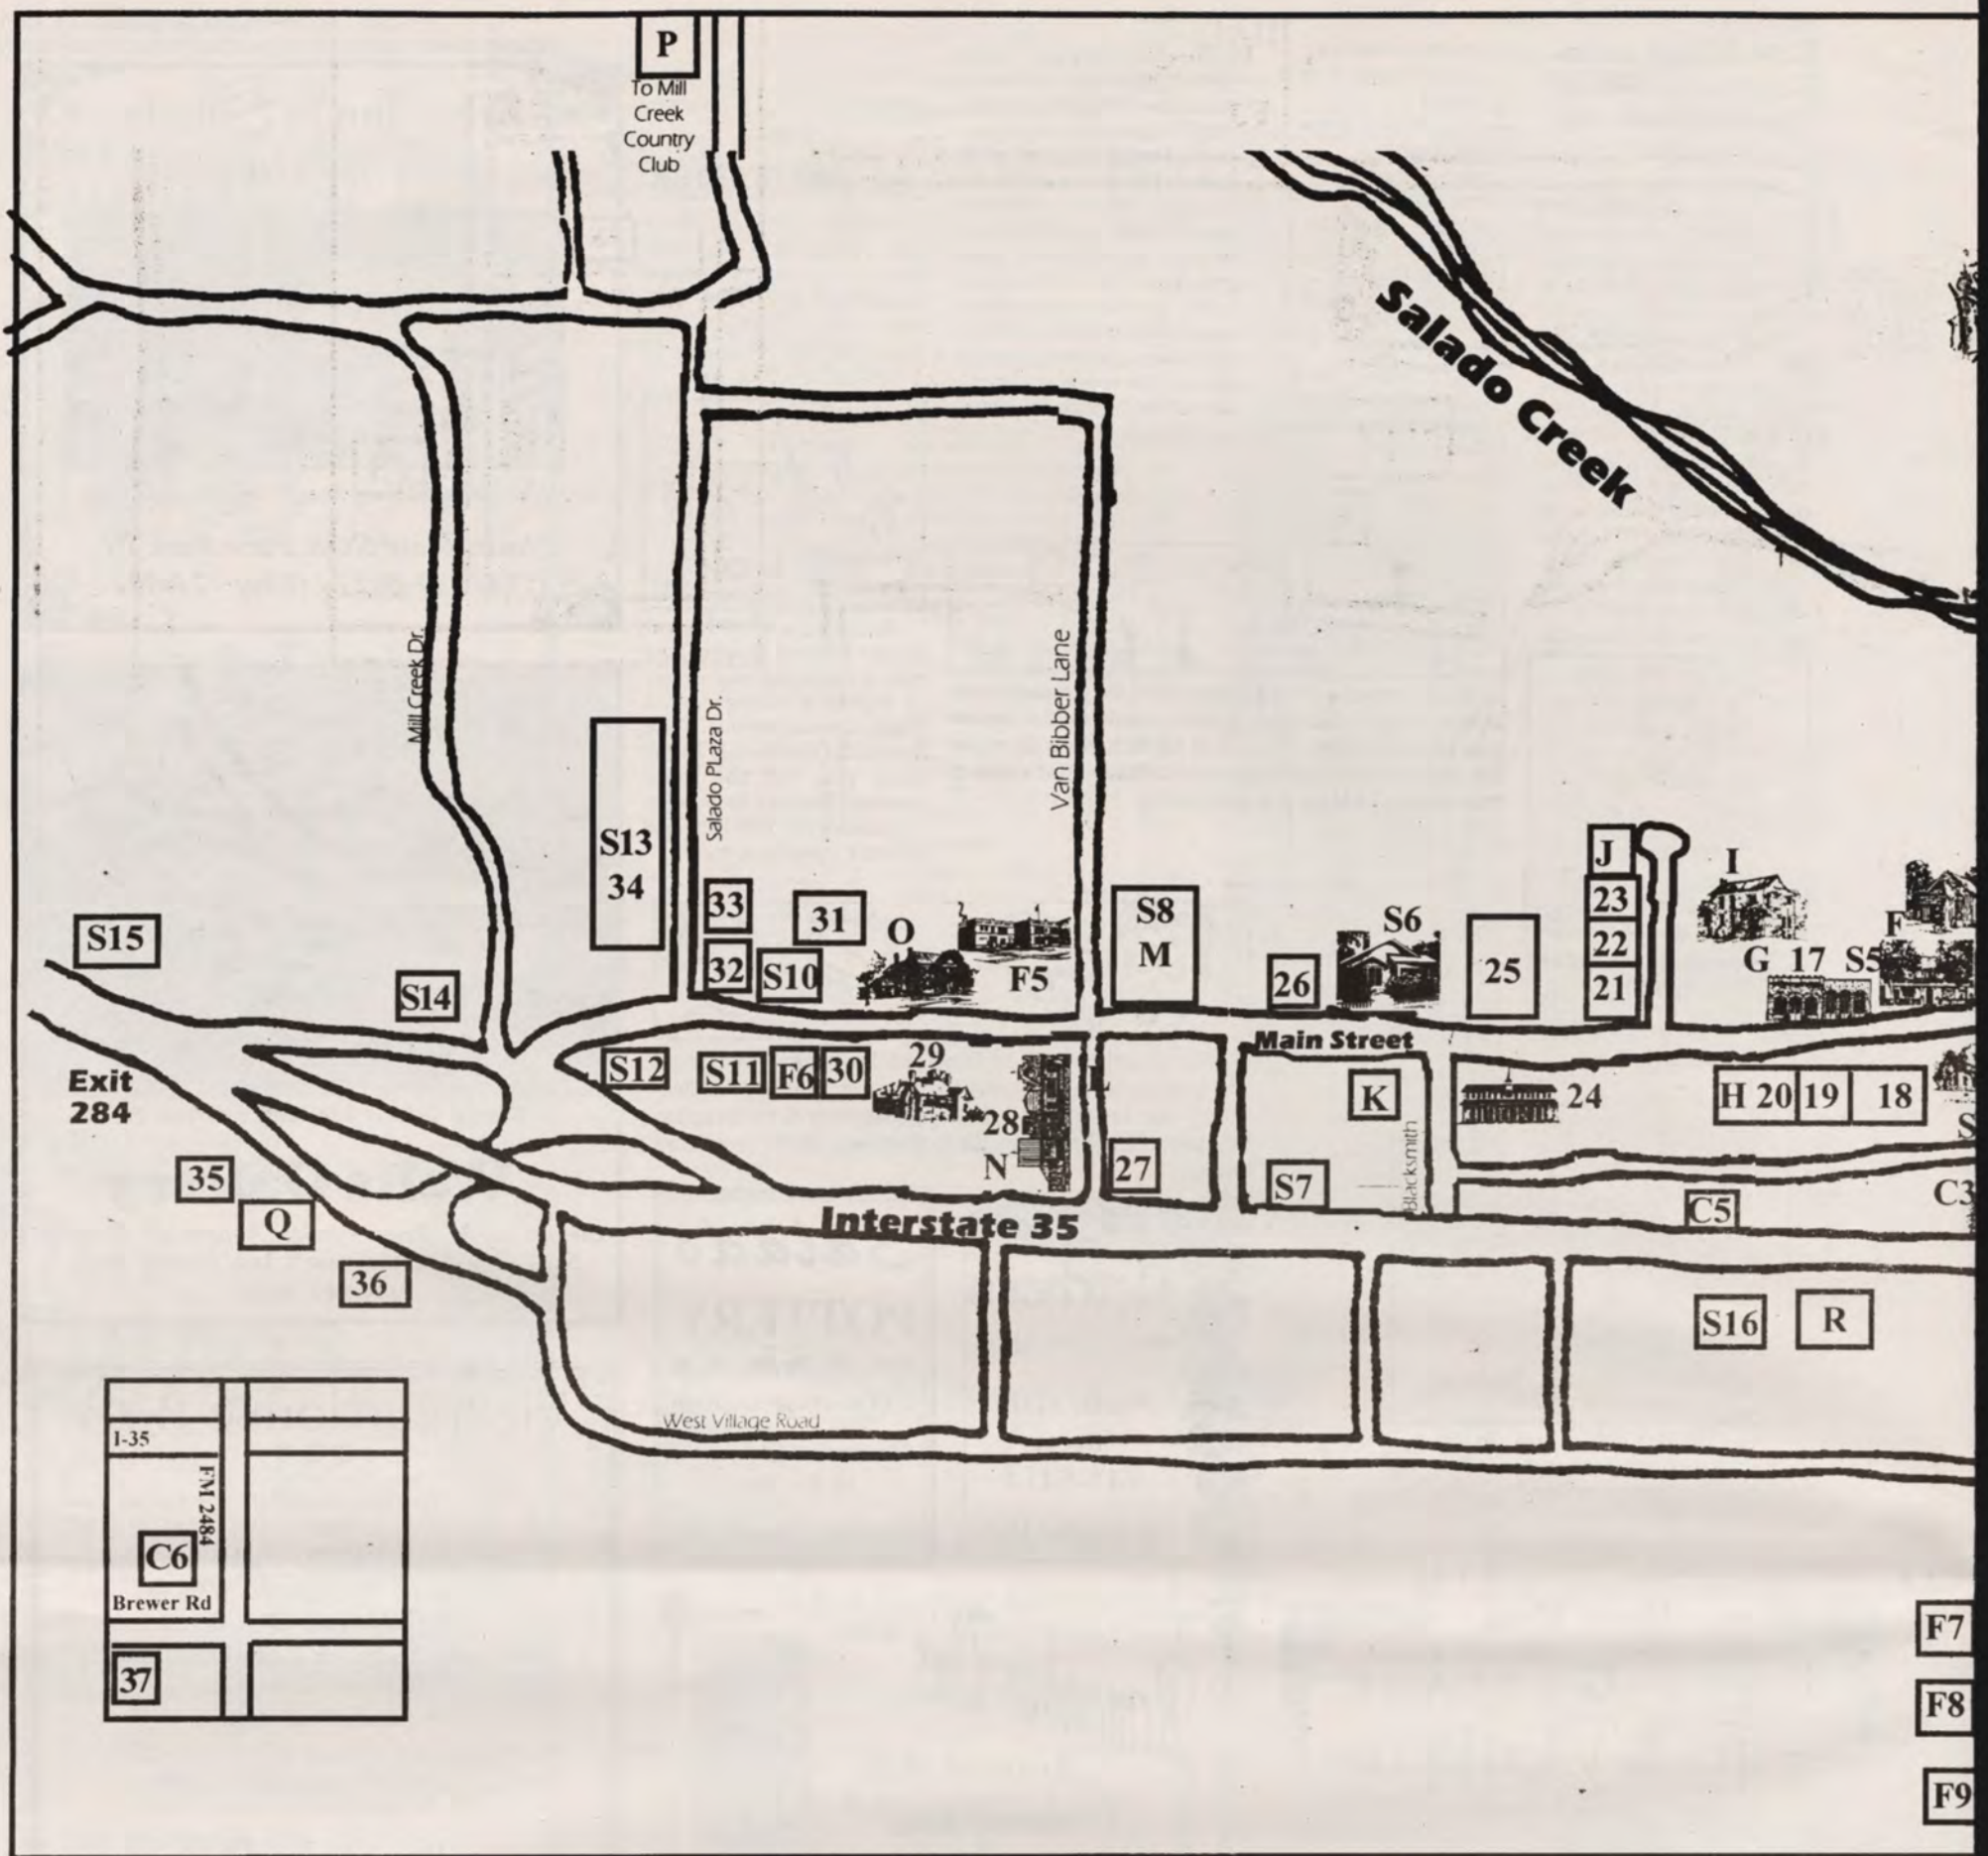 P
To Mill
Creek
Country
Club
Salado Creek
Mill Creek Dr.
Salado PLaza Dr.
Van Bibber Lane
S13
34
33
32
31
S10
O
F5
S8
M
26
S6
25
J
23
22
21
I
F
G 17 S5
S15
S14
Main Street
Exit
284
S12
S11
F6
30
29
28
N
L
27
K
S7
Blacksmith
24
H 20
19
18
S
C5
C3
35
Q
36
Interstate 35
S16
R
West Village Road
I-35
FM 2484
C6
Brewer Rd
37
F7
F8
F9